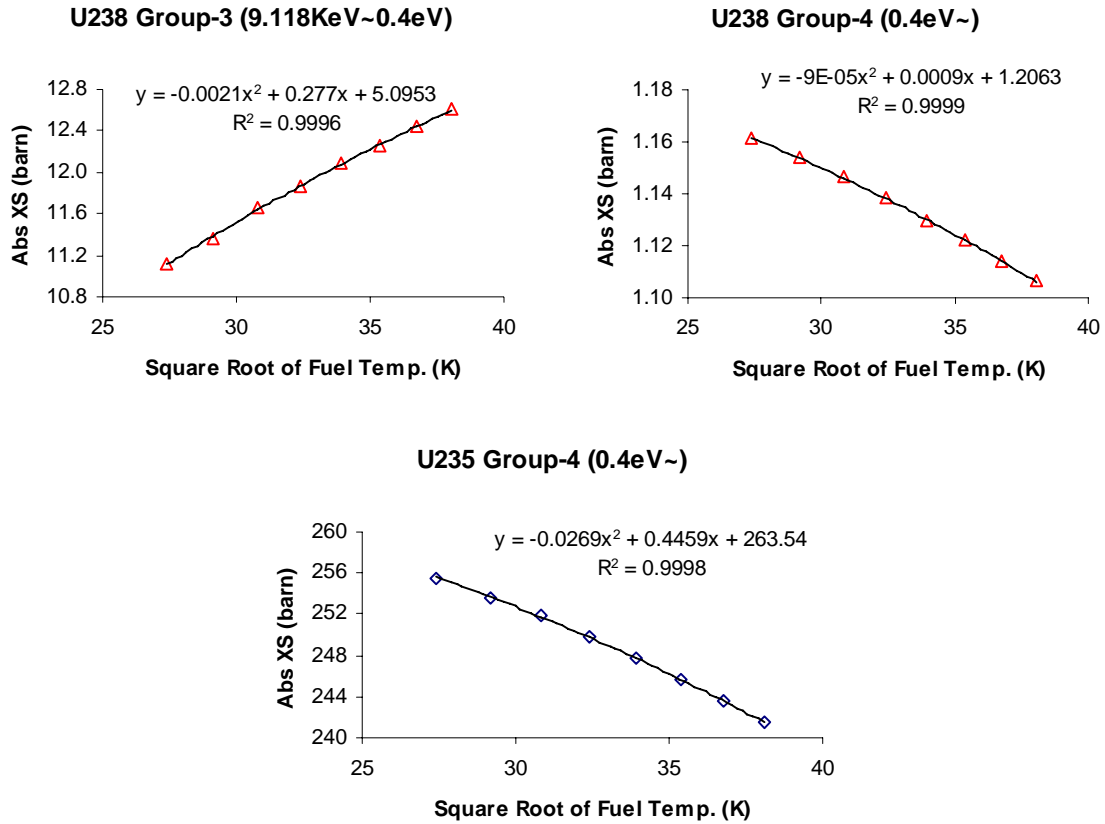 U238 Group-3 (9.118KeV~0.4eV)
y = -0.0021x² + 0.277x + 5.0953
R² = 0.9996
Abs XS (barn)
12.8
12.4
12.0
11.6
11.2
10.8
25 30 35 40
Square Root of Fuel Temp. (K)
U238 Group-4 (0.4eV~)
y = -9E-05x² + 0.0009x + 1.2063
R² = 0.9999
Abs XS (barn)
1.18
1.16
1.14
1.12
1.10
25 30 35 40
Square Root of Fuel Temp. (K)
U235 Group-4 (0.4eV~)
y = -0.0269x² + 0.4459x + 263.54
R² = 0.9998
Abs XS (barn)
260
256
252
248
244
240
25 30 35 40
Square Root of Fuel Temp. (K)